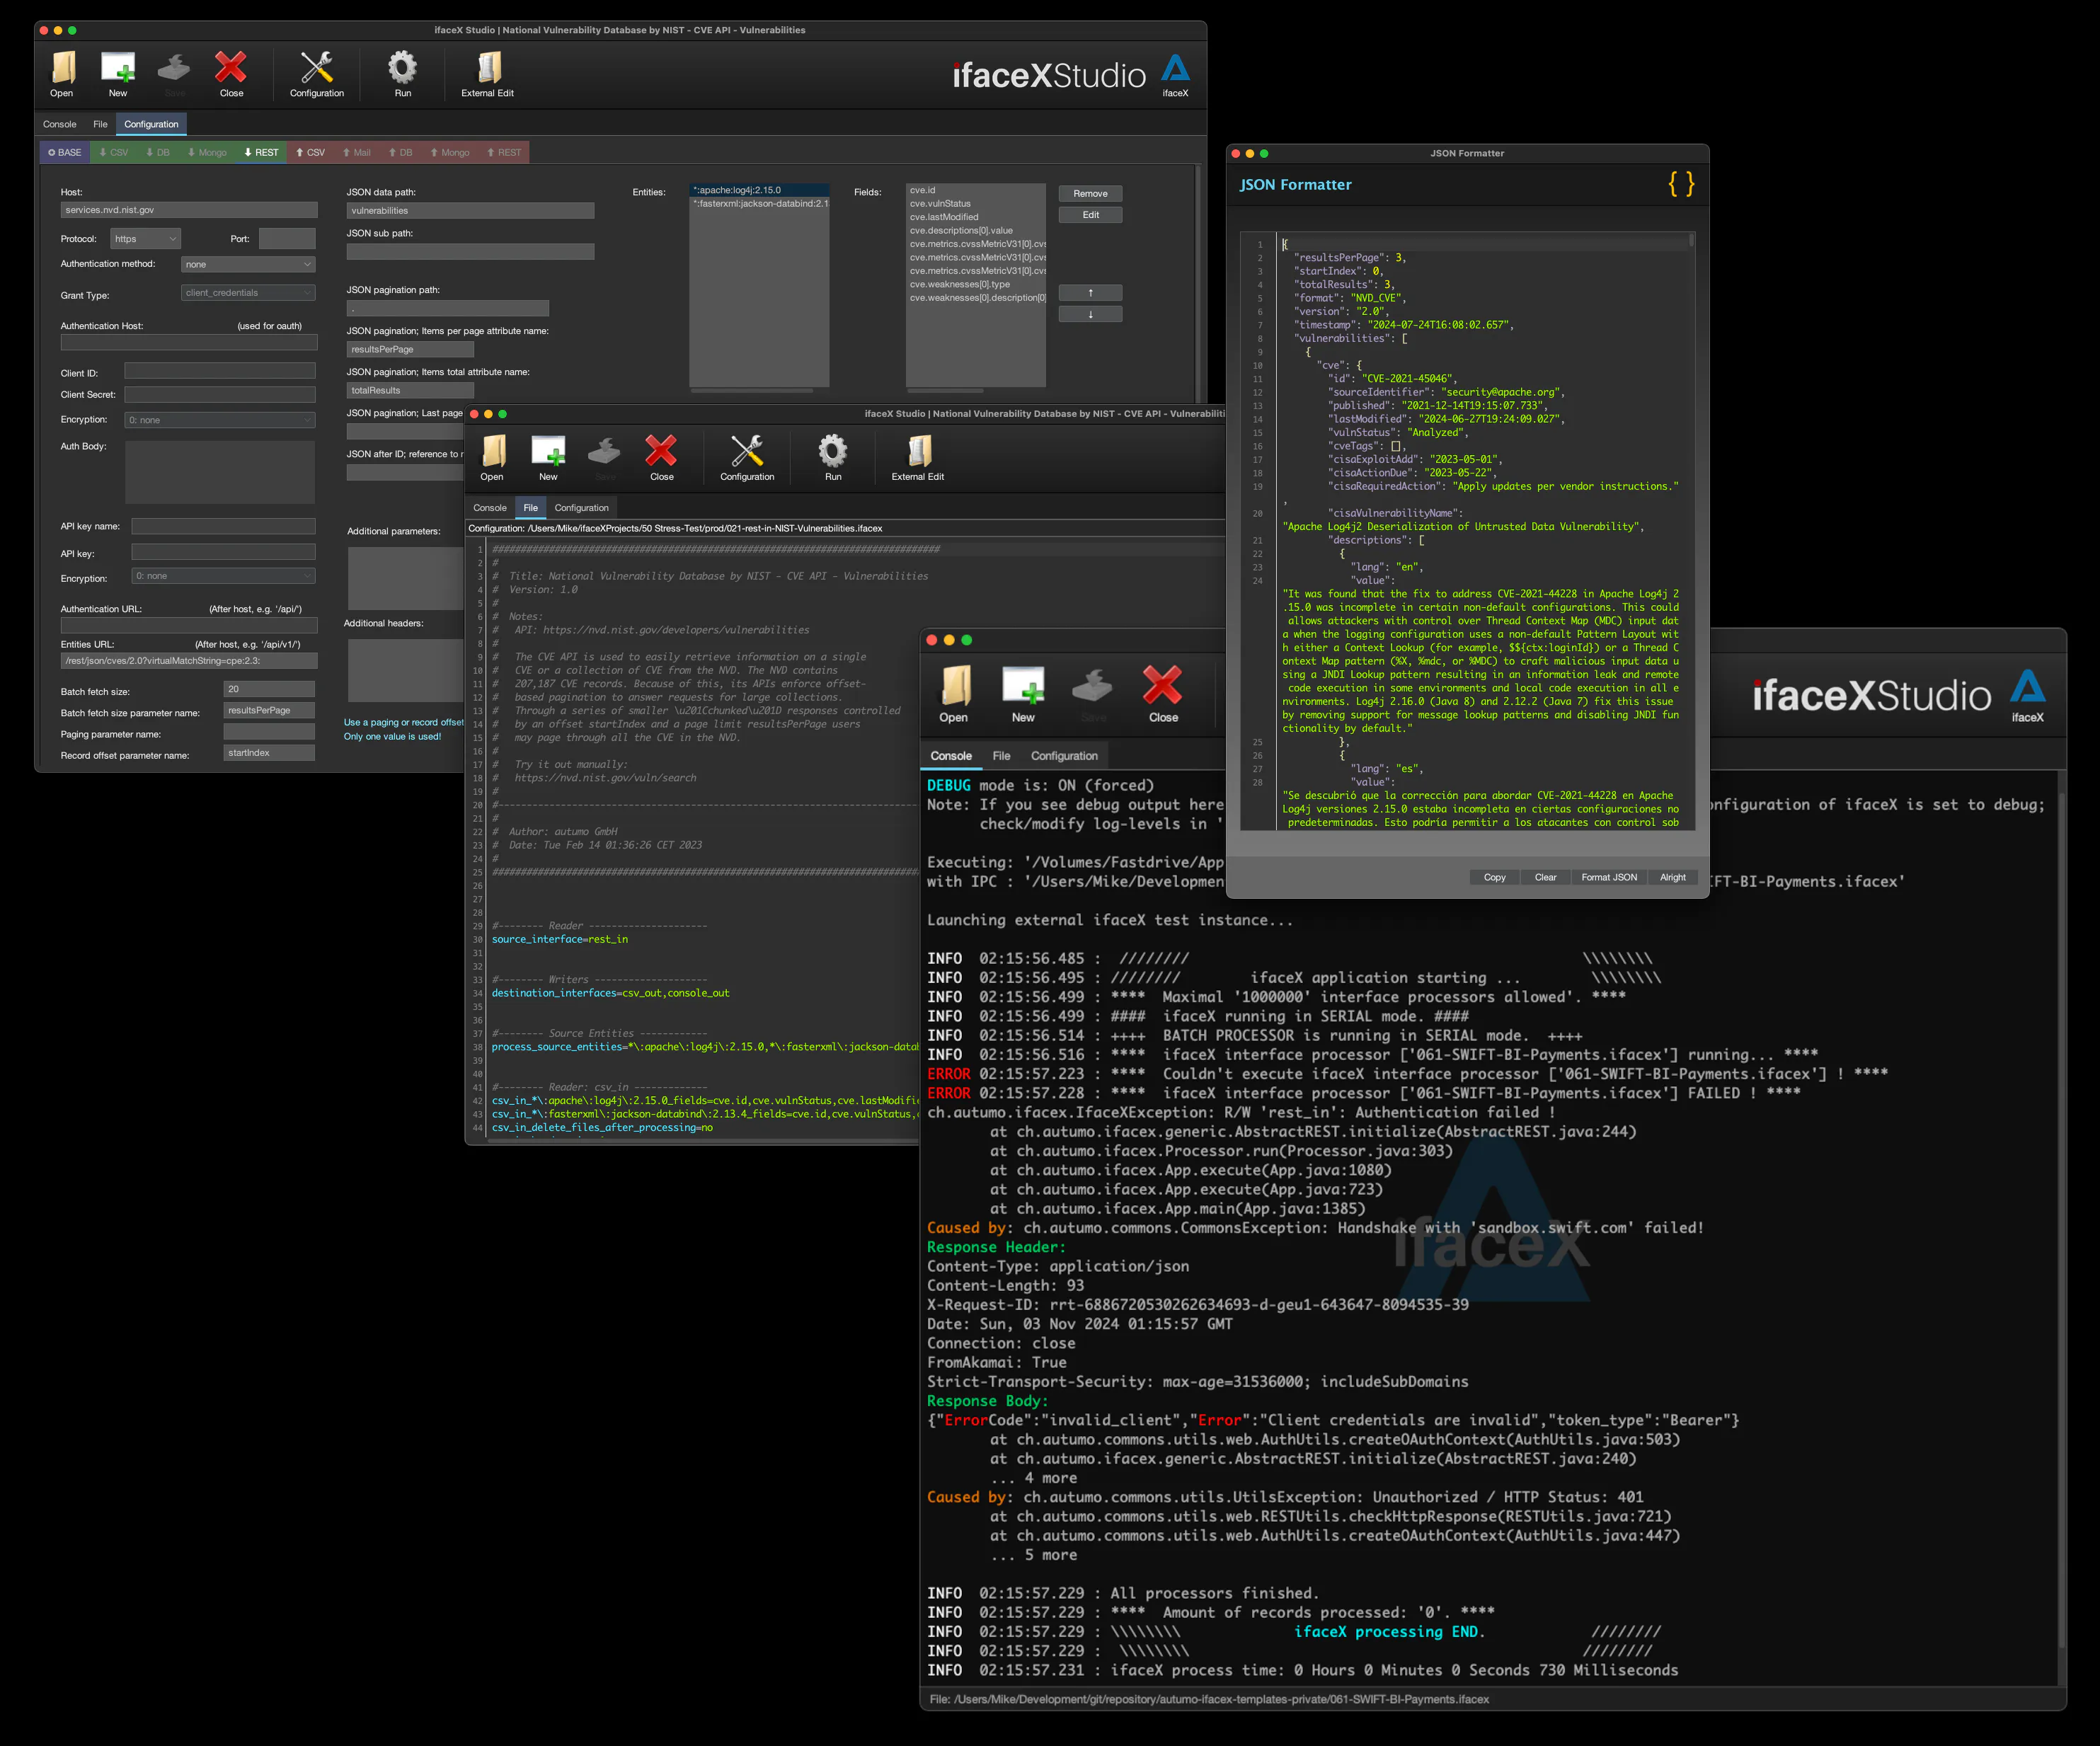 ifaceX Studio | National Vulnerability Database by NIST - CVE API - Vulnerabilities
Open
New
Save
Close
Configuration
Run
External Edit
ifaceXStudio
ifaceX
Console
File
Configuration
BASE
CSV
DB
Mongo
REST
CSV
Mail
DB
Mongo
REST
Host:
services.nvd.nist.gov
Protocol:
https
Port:
Authentication method:
none
Grant Type:
client_credentials
Authentication Host:
(used for oauth)
Client ID:
Client Secret:
Encryption:
0: none
Auth Body:
API key name:
API key:
Encryption:
0: none
Authentication URL:
(After host, e.g. '/api/')
Entities URL:
(After host, e.g. '/api/v1/')
/rest/json/cves/2.0?virtualMatchString=cpe:2.3:
Batch fetch size:
20
Batch fetch size parameter name:
resultsPerPage
Paging parameter name:
Record offset parameter name:
startIndex
JSON data path:
vulnerabilities
JSON sub path:
JSON pagination path:
.
JSON pagination; Items per page attribute name:
resultsPerPage
JSON pagination; Items total attribute name:
totalResults
JSON pagination; Last page
JSON after ID; reference to
Additional parameters:
Additional headers:
Use a paging or record offset
Only one value is used!
Entities:
*:apache:log4j:2.15.0
*:fasterxml:jackson-databind:2.1
Fields:
cve.id
cve.vulnStatus
cve.lastModified
cve.descriptions[0].value
cve.metrics.cvssMetricV31[0].cvs
cve.metrics.cvssMetricV31[0].cvs
cve.metrics.cvssMetricV31[0].cvs
cve.weaknesses[0].type
cve.weaknesses[0].description[0]
Remove
Edit
↑
↓
ifaceX Studio | National Vulnerability Database by NIST - CVE API - Vulnerabiliti
Open
New
Save
Close
Configuration
Run
External Edit
Console
File
Configuration
Configuration: /Users/Mike/ifaceXProjects/50 Stress-Test/prod/021-rest-in-NIST-Vulnerabilities.ifacex
1 ###############################################################################
2 #
3 #  Title: National Vulnerability Database by NIST - CVE API - Vulnerabilities
4 #  Version: 1.0
5 #
6 #  Notes:
7 #   API: https://nvd.nist.gov/developers/vulnerabilities
8 #
9 #   The CVE API is used to easily retrieve information on a single
10 #   CVE or a collection of CVE from the NVD. The NVD contains
11 #   207,187 CVE records. Because of this, its APIs enforce offset-
12 #   based pagination to answer requests for large collections.
13 #   Through a series of smaller \u201Cchunked\u201D responses controlled
14 #   by an offset startIndex and a page limit resultsPerPage users
15 #   may page through all the CVE in the NVD.
16 #
17 #   Try it out manually:
18 #   https://nvd.nist.gov/vuln/search
19 #
20 #---------------------------------------------------------------------------
21 #
22 #  Author: autumo GmbH
23 #  Date: Tue Feb 14 01:36:26 CET 2023
24 #
25 ###########################################################################
26
27
28
29 #-------- Reader --------------------
30 source_interface=rest_in
31
32
33 #-------- Writers -------------------
34 destination_interfaces=csv_out,console_out
35
36
37 #-------- Source Entities ------------
38 process_source_entities=*\:apache\:log4j\:2.15.0,*\:fasterxml\:jackson-datab
39
40
41 #-------- Reader: csv_in -------------
42 csv_in_*\:apache\:log4j\:2.15.0_fields=cve.id,cve.vulnStatus,cve.lastModifie
43 csv_in_*\:fasterxml\:jackson-databind\:2.13.4_fields=cve.id,cve.vulnStatus,
44 csv_in_delete_files_after_processing=no
JSON Formatter
JSON Formatter
{ }
1 {
2 "resultsPerPage": 3,
3 "startIndex": 0,
4 "totalResults": 3,
5 "format": "NVD_CVE",
6 "version": "2.0",
7 "timestamp": "2024-07-24T16:08:02.657",
8 "vulnerabilities": [
9 {
10 "cve": {
11 "id": "CVE-2021-45046",
12 "sourceIdentifier": "security@apache.org",
13 "published": "2021-12-14T19:15:07.733",
14 "lastModified": "2024-06-27T19:24:09.027",
15 "vulnStatus": "Analyzed",
16 "cveTags": [],
17 "cisaExploitAdd": "2023-05-01",
18 "cisaActionDue": "2023-05-22",
19 "cisaRequiredAction": "Apply updates per vendor instructions."
,
20 "cisaVulnerabilityName":
"Apache Log4j2 Deserialization of Untrusted Data Vulnerability",
21 "descriptions": [
22 {
23 "lang": "en",
24 "value":
"It was found that the fix to address CVE-2021-44228 in Apache Log4j 2
.15.0 was incomplete in certain non-default configurations. This could
allows attackers with control over Thread Context Map (MDC) input dat
a when the logging configuration uses a non-default Pattern Layout wit
h either a Context Lookup (for example, $${ctx:loginId}) or a Thread C
ontext Map pattern (%X, %mdc, or %MDC) to craft malicious input data u
sing a JNDI Lookup pattern resulting in an information leak and remote
code execution in some environments and local code execution in all e
nvironments. Log4j 2.16.0 (Java 8) and 2.12.2 (Java 7) fix this issue
by removing support for message lookup patterns and disabling JNDI fun
ctionality by default."
25 },
26 {
27 "lang": "es",
28 "value":
"Se descubrió que la corrección para abordar CVE-2021-44228 en Apache
Log4j versiones 2.15.0 estaba incompleta en ciertas configuraciones no
predeterminadas. Esto podría permitir a los atacantes con control sob
Copy
Clear
Format JSON
Alright
Open
New
Save
Close
ifaceXStudio
ifaceX
Console
File
Configuration
DEBUG mode is: ON (forced)
Note: If you see debug output here onfiguration of ifaceX is set to debug;
check/modify log-levels in '
Executing: '/Volumes/Fastdrive/App
with IPC : '/Users/Mike/Developmen IFT-BI-Payments.ifacex'
Launching external ifaceX test instance...
INFO 02:15:56.485 : //////// \\\\\\\\
INFO 02:15:56.495 : //////// ifaceX application starting ... \\\\\\\\
INFO 02:15:56.499 : **** Maximal '1000000' interface processors allowed'. ****
INFO 02:15:56.499 : #### ifaceX running in SERIAL mode. ####
INFO 02:15:56.514 : ++++ BATCH PROCESSOR is running in SERIAL mode. ++++
INFO 02:15:56.516 : **** ifaceX interface processor ['061-SWIFT-BI-Payments.ifacex'] running... ****
ERROR 02:15:57.223 : **** Couldn't execute ifaceX interface processor ['061-SWIFT-BI-Payments.ifacex'] ! ****
ERROR 02:15:57.228 : **** ifaceX interface processor ['061-SWIFT-BI-Payments.ifacex'] FAILED ! ****
ch.autumo.ifacex.IfaceXException: R/W 'rest_in': Authentication failed !
at ch.autumo.ifacex.generic.AbstractREST.initialize(AbstractREST.java:244)
at ch.autumo.ifacex.Processor.run(Processor.java:303)
at ch.autumo.ifacex.App.execute(App.java:1080)
at ch.autumo.ifacex.App.execute(App.java:723)
at ch.autumo.ifacex.App.main(App.java:1385)
Caused by: ch.autumo.commons.CommonsException: Handshake with 'sandbox.swift.com' failed!
Response Header:
Content-Type: application/json
Content-Length: 93
X-Request-ID: rrt-6886720530262634693-d-geu1-643647-8094535-39
Date: Sun, 03 Nov 2024 01:15:57 GMT
Connection: close
FromAkamai: True
Strict-Transport-Security: max-age=31536000; includeSubDomains
Response Body:
{"ErrorCode":"invalid_client","Error":"Client credentials are invalid","token_type":"Bearer"}
at ch.autumo.commons.utils.web.AuthUtils.createOAuthContext(AuthUtils.java:503)
at ch.autumo.ifacex.generic.AbstractREST.initialize(AbstractREST.java:240)
... 4 more
Caused by: ch.autumo.commons.utils.UtilsException: Unauthorized / HTTP Status: 401
at ch.autumo.commons.utils.web.RESTUtils.checkHttpResponse(RESTUtils.java:721)
at ch.autumo.commons.utils.web.AuthUtils.createOAuthContext(AuthUtils.java:447)
... 5 more
INFO 02:15:57.229 : All processors finished.
INFO 02:15:57.229 : **** Amount of records processed: '0'. ****
INFO 02:15:57.229 : \\\\\\\\ ifaceX processing END. ////////
INFO 02:15:57.229 : \\\\\\\\ ////////
INFO 02:15:57.231 : ifaceX process time: 0 Hours 0 Minutes 0 Seconds 730 Milliseconds
ifaceX
File: /Users/Mike/Development/git/repository/autumo-ifacex-templates-private/061-SWIFT-BI-Payments.ifacex